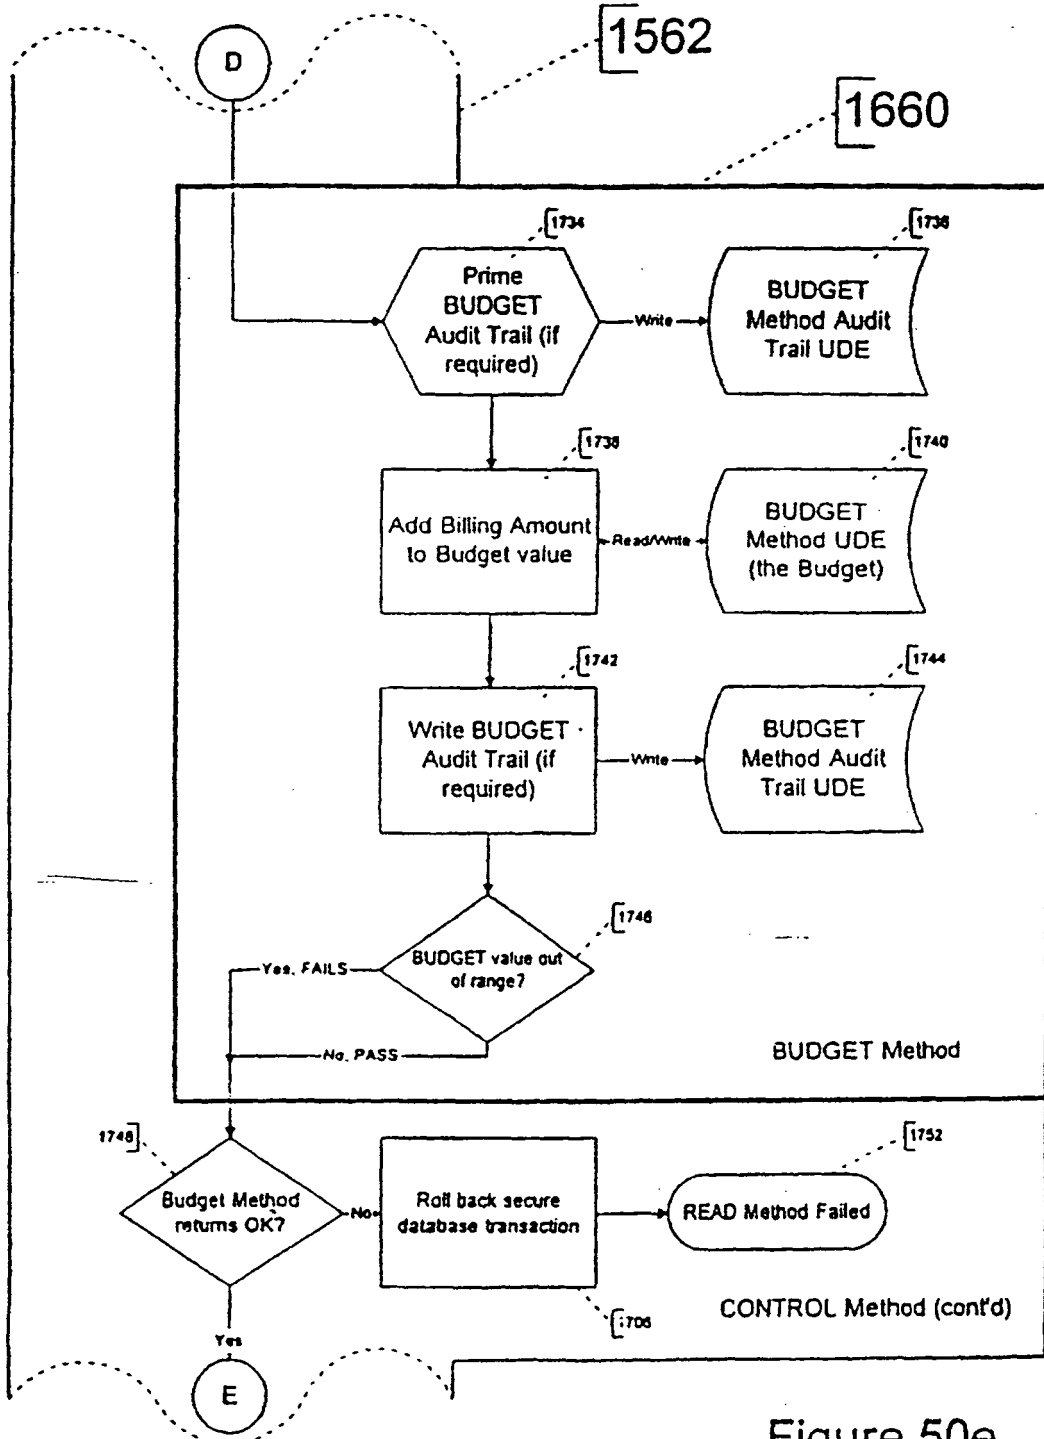 D
1562
1660
1734
Prime
BUDGET
Audit Trail (if
required)
Write
1736
BUDGET
Method Audit
Trail UDE
1738
Add Billing Amount
to Budget value
Read/Write
1740
BUDGET
Method UDE
(the Budget)
1742
Write BUDGET
Audit Trail (if
required)
Write
1744
BUDGET
Method Audit
Trail UDE
1746
BUDGET value out
of range?
Yes, FAILS
No, PASS
BUDGET Method
1748
Budget Method
returns OK?
No
Roll back secure
database transaction
1752
READ Method Failed
CONTROL Method (cont'd)
Yes
E
Figure 50e